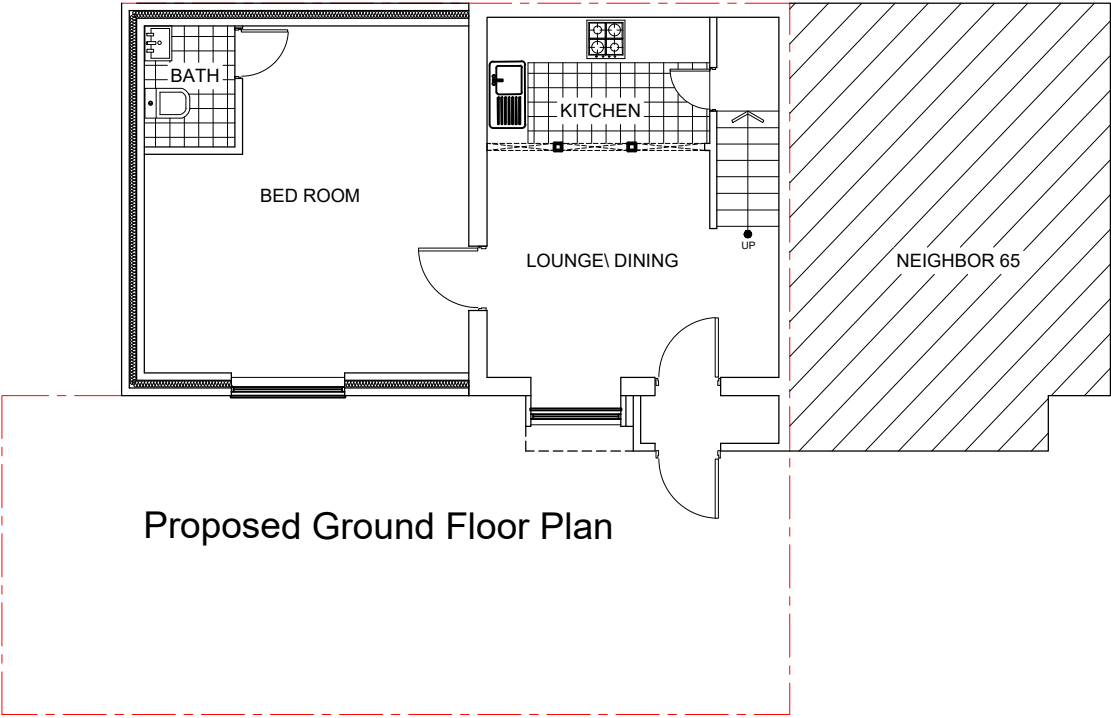 BATH
KITCHEN
BED ROOM
UP
LOUNGE\ DINING
NEIGHBOR 65
Proposed Ground Floor Plan